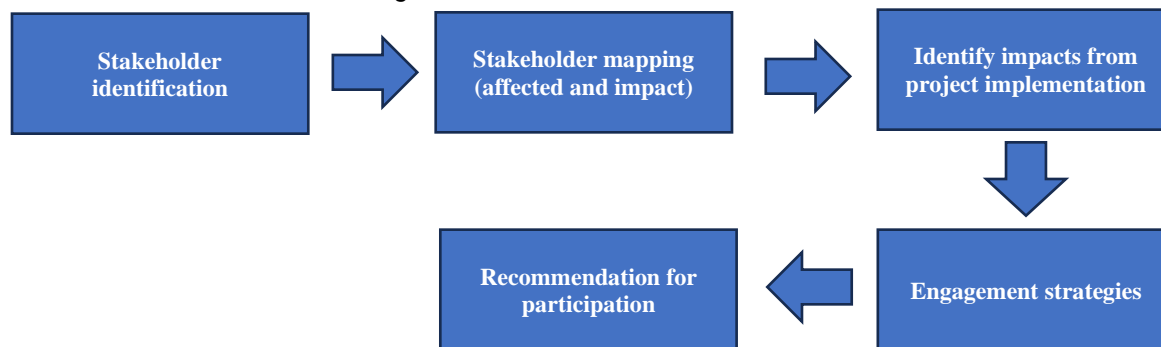 Stakeholder
identification
Stakeholder mapping
(affected and impact)
Identify impacts from
project implementation
Engagement strategies
Recommendation for
participation